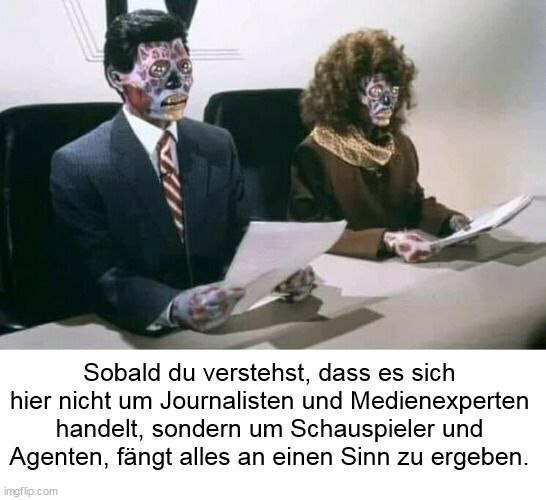 Sobald du verstehst, dass es sich
hier nicht um Journalisten und Medienexperten
handelt, sondern um Schauspieler und
Agenten, fängt alles an einen Sinn zu ergeben.
imgflip.com